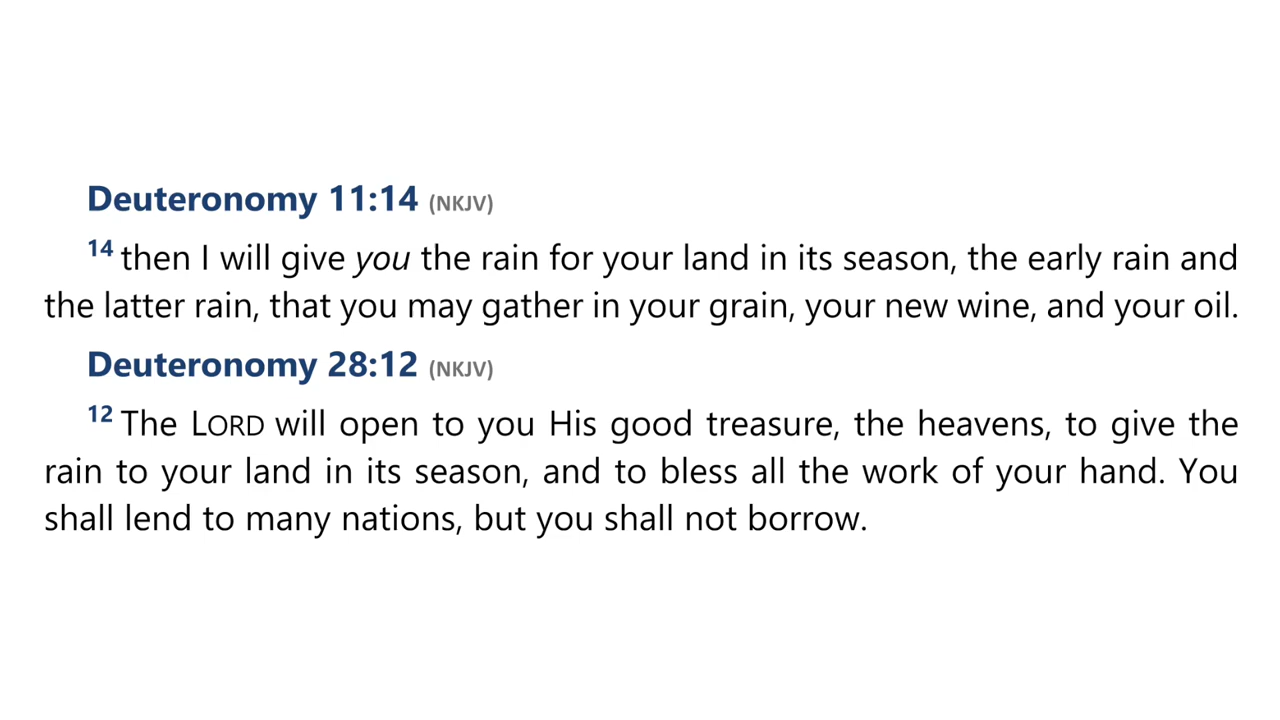 Deuteronomy 11:14 (NKJV)
14 then I will give you the rain for your land in its season, the early rain and
the latter rain, that you may gather in your grain, your new wine, and your oil.
Deuteronomy 28:12 (NKJV)
12 The LORD will open to you His good treasure, the heavens, to give the
rain to your land in its season, and to bless all the work of your hand. You
shall lend to many nations, but you shall not borrow.